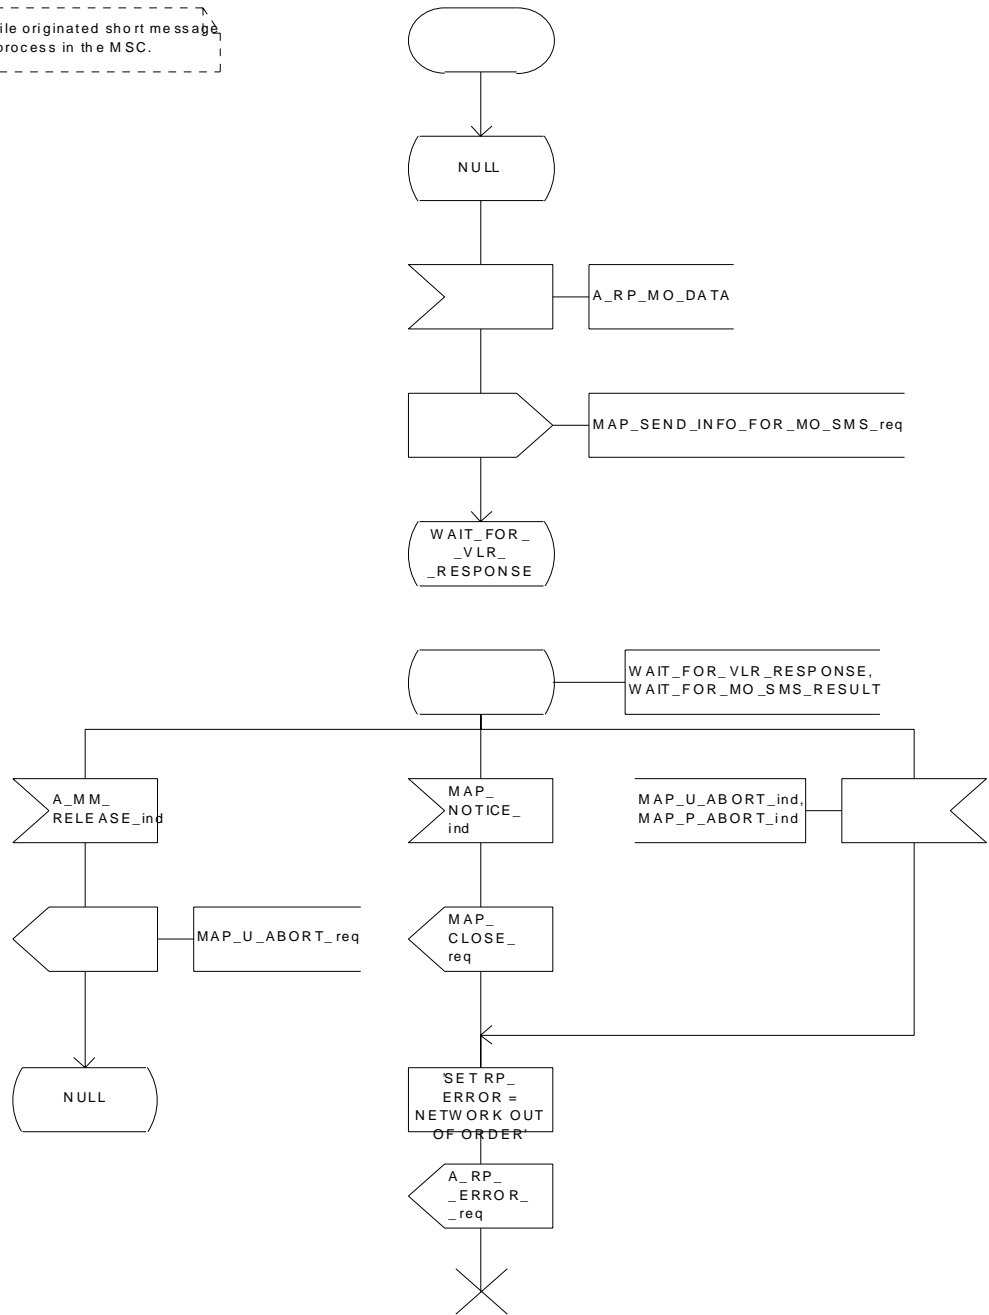 ile originated short message
process in the MSC.
NULL
A_RP_MO_DATA
MAP_SEND_INFO_FOR_MO_SMS_req
WAIT_FOR_
_VLR_
_RESPONSE
WAIT_FOR_VLR_RESPONSE,
WAIT_FOR_MO_SMS_RESULT
A_MM_
RELEASE_ind
MAP_
NOTICE_
ind
MAP_U_ABORT_ind,
MAP_P_ABORT_ind
MAP_U_ABORT_req
MAP_
CLOSE_
req
NULL
'SET RP_
ERROR =
NETWORK OUT
OF ORDER'
A_RP_
_ERROR_
_req